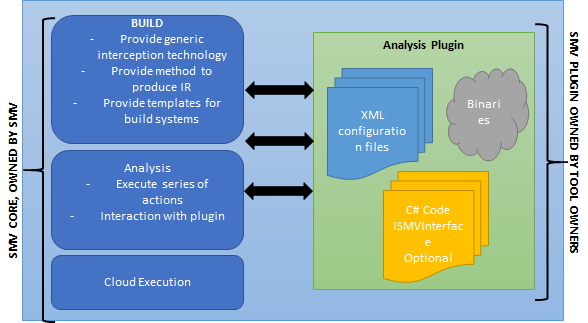 SMV CORE, OWNED BY SMV
BUILD
- Provide generic
interception technology
- Provide method to
produce IR
- Provide templates for
build systems
Analysis
- Execute series of
actions
- Interaction with plugin
Cloud Execution
Analysis Plugin
XML
configuratio
n files
Binari
es
C# Code
ISMVInterfac
e
Optional
SMV PLUGIN OWNED BY TOOL OWNERS